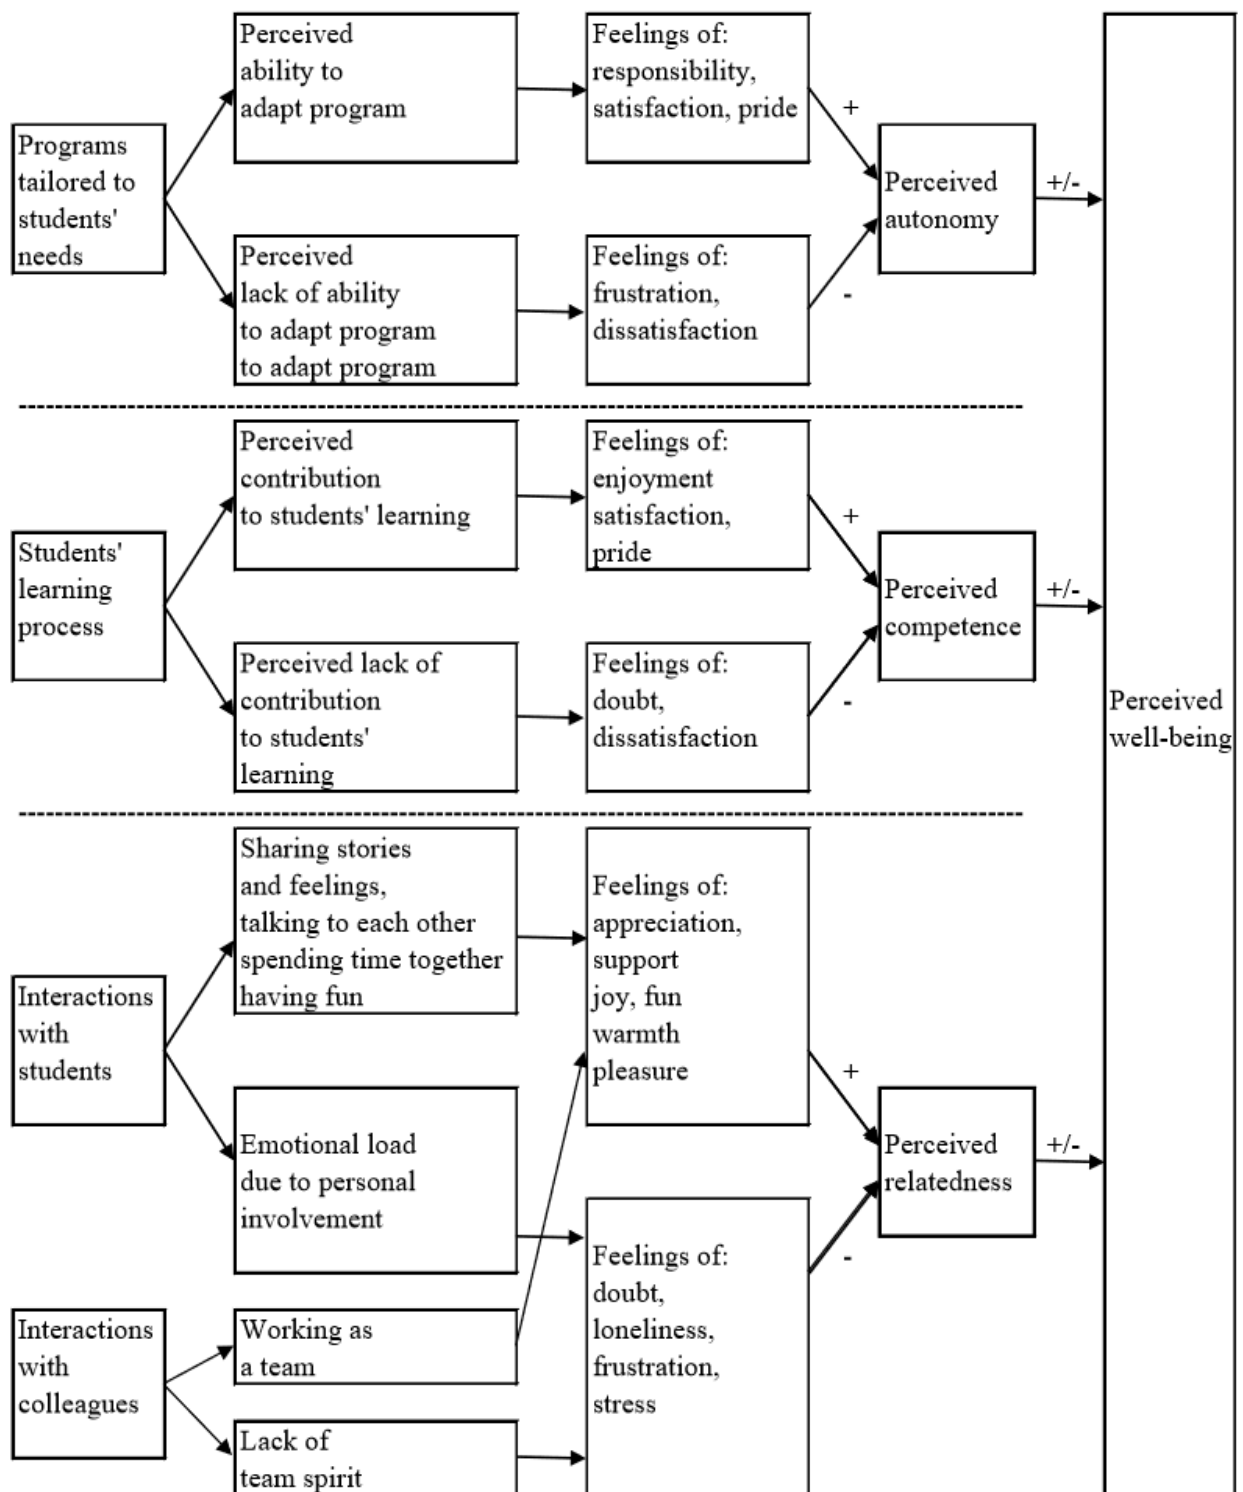 Perceived
ability to
adapt program
Feelings of:
responsibility,
satisfaction, pride
+
Programs
tailored to
students'
needs
Perceived
autonomy
+/-
Perceived
lack of ability
to adapt program
to adapt program
Feelings of:
frustration,
dissatisfaction
-
Perceived
contribution
to students' learning
Feelings of:
enjoyment
satisfaction,
pride
+
Students'
learning
process
Perceived
competence
+/-
Perceived lack of
contribution
to students'
learning
Feelings of:
doubt,
dissatisfaction
-
Perceived
well-being
Sharing stories
and feelings,
talking to each other
spending time together
having fun
Feelings of:
appreciation,
support
joy, fun
warmth
pleasure
+
Interactions
with
students
Perceived
relatedness
+/-
Emotional load
due to personal
involvement
Feelings of:
doubt,
loneliness,
frustration,
stress
-
Interactions
with
colleagues
Working as
a team
Lack of
team spirit